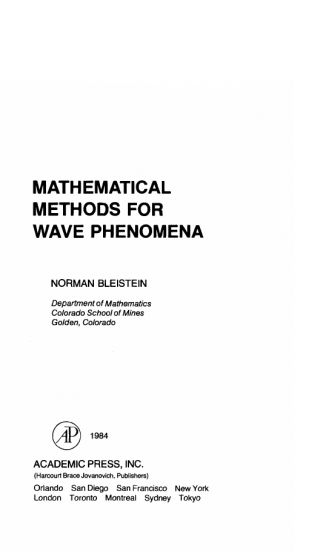 MATHEMATICAL
METHODS FOR
WAVE PHENOMENA
NORMAN BLEISTEIN
Department of Mathematics
Colorado School of Mines
Golden, Colorado
AP 1984
ACADEMIC PRESS, INC.
(Harcourt Brace Jovanovich, Publishers)
Orlando San Diego San Francisco New York
London Toronto Montreal Sydney Tokyo